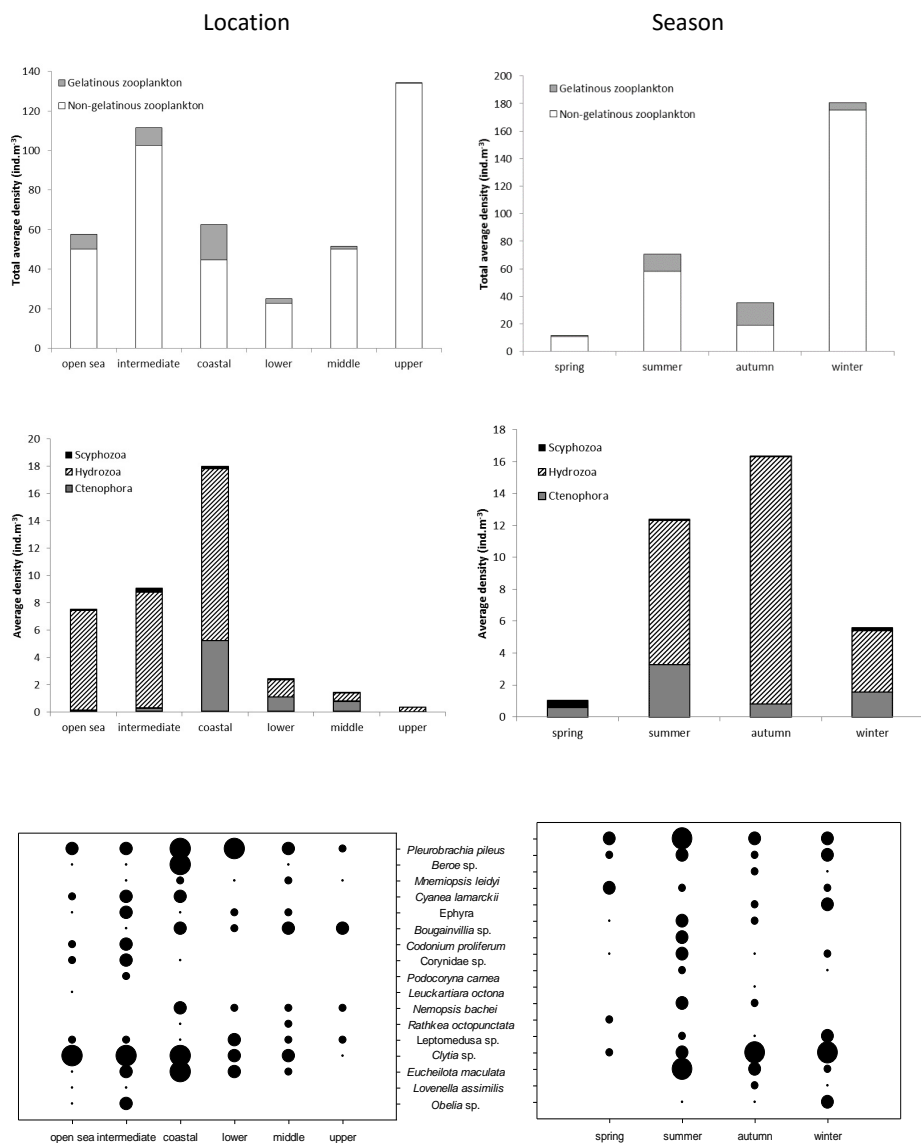 Location
Season
140
120
100
80
60
40
20
0
Total average density (ind.m-3)
Gelatinous zooplankton
Non-gelatinous zooplankton
open sea intermediate coastal lower middle upper
200
180
160
140
120
100
80
60
40
20
0
Total average density (ind.m-3)
Gelatinous zooplankton
Non-gelatinous zooplankton
spring summer autumn winter
20
18
16
14
12
10
8
6
4
2
0
Average density (ind.m-3)
Scyphozoa
Hydrozoa
Ctenophora
open sea intermediate coastal lower middle upper
18
16
14
12
10
8
6
4
2
0
Average density (ind.m-3)
Scyphozoa
Hydrozoa
Ctenophora
spring summer autumn winter
Pleurobrachia pileus
Beroe sp.
Mnemiopsis leidyi
Cyanea lamarckii
Ephyra
Bougainvillia sp.
Codonium proliferum
Corynidae sp.
Podocoryna carnea
Leuckartiara octona
Nemopsis bachei
Rathkea octopunctata
Leptomedusa sp.
Clytia sp.
Eucheilota maculata
Lovenella assimilis
Obelia sp.
open sea intermediate coastal lower middle upper
spring summer autumn winter